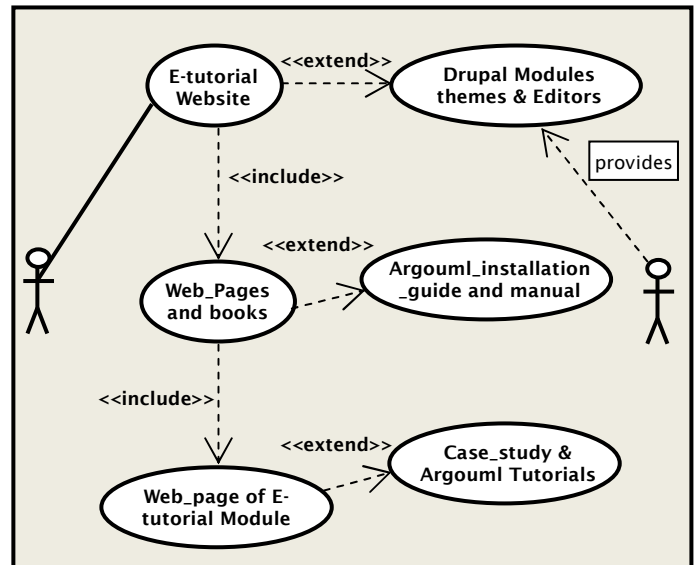 <<extend>>
E-tutorial
Website
Drupal Modules
themes & Editors
provides
<<include>>
<<extend>>
Web_Pages
and books
Argouml_installation
_guide and manual
<<include>>
<<extend>>
Case_study &
Argouml Tutorials
Web_page of E-
tutorial Module